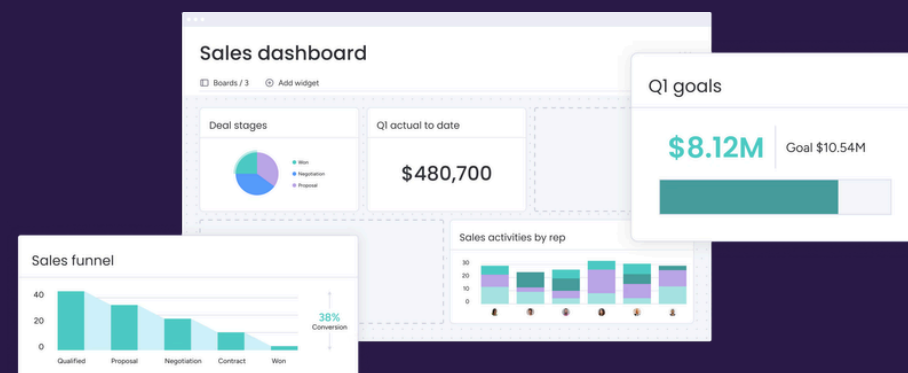 Sales dashboard
Boards / 3
Add widget
Deal stages
Won
Negotiation
Proposal
Q1 actual to date
$480,700
Q1 goals
$8.12M
Goal $10.54M
Sales activities by rep
30
20
10
0
Sales funnel
40
20
0
38%
Conversion
Qualified Proposal Negotiation Contract Won